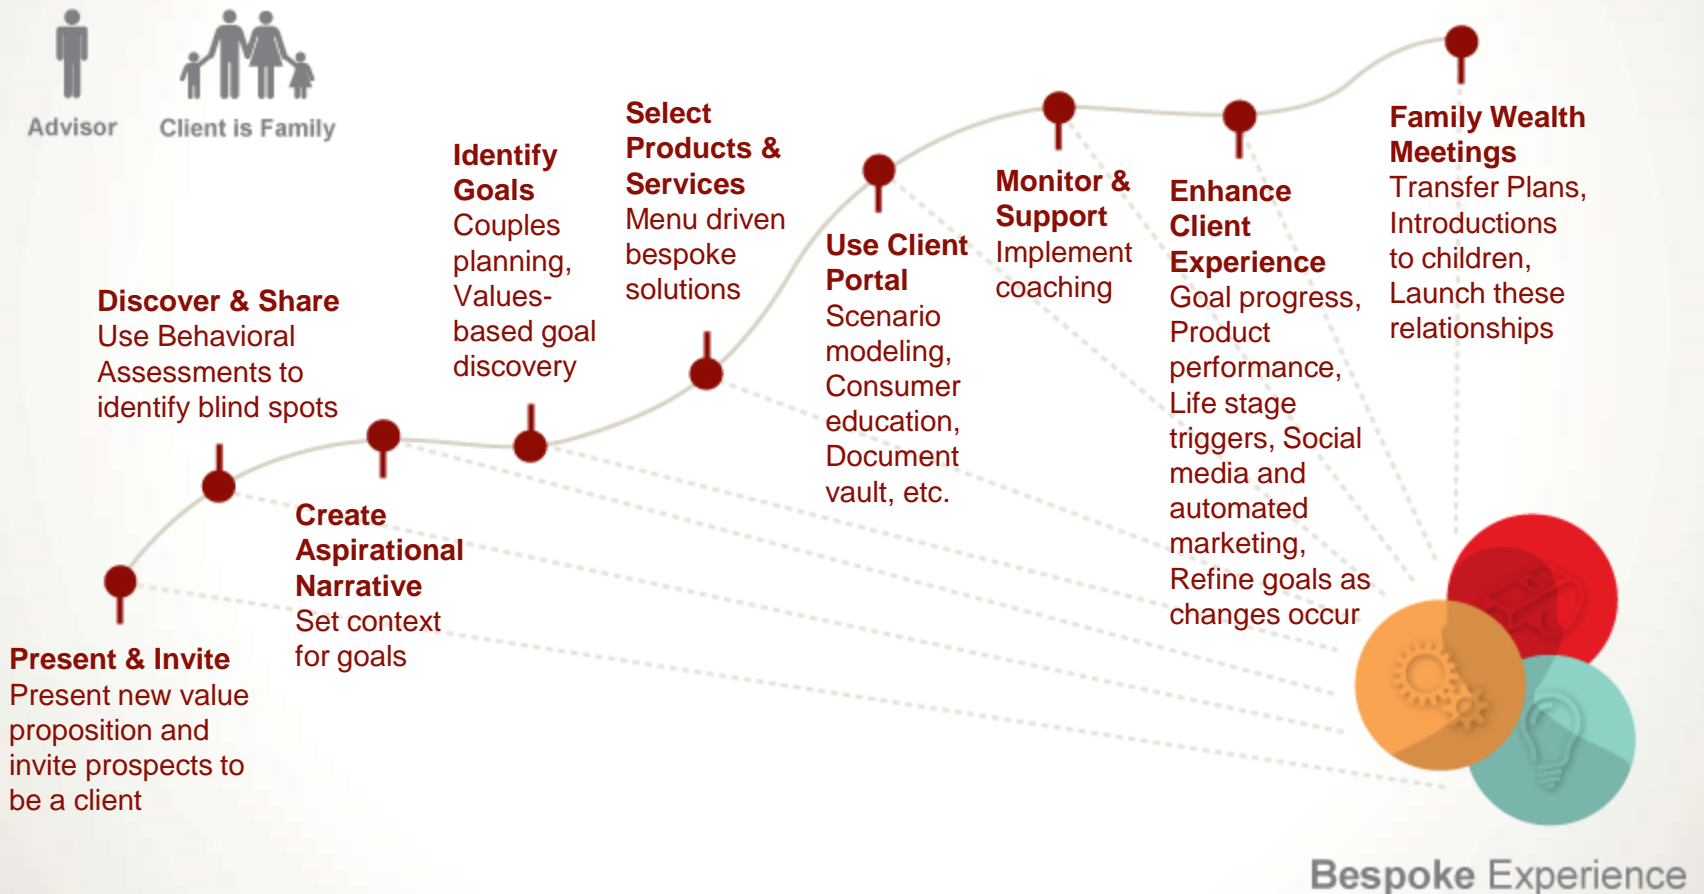 Advisor
Client is Family
Present & Invite
Present new value
proposition and
invite prospects to
be a client
Discover & Share
Use Behavioral
Assessments to
identify blind spots
Create
Aspirational
Narrative
Set context
for goals
Identify
Goals
Couples
planning,
Values-
based goal
discovery
Select
Products &
Services
Menu driven
bespoke
solutions
Use Client
Portal
Scenario
modeling,
Consumer
education,
Document
vault, etc.
Monitor &
Support
Implement
coaching
Enhance
Client
Experience
Goal progress,
Product
performance,
Life stage
triggers, Social
media and
automated
marketing,
Refine goals as
changes occur
Family Wealth
Meetings
Transfer Plans,
Introductions
to children,
Launch these
relationships
Bespoke Experience